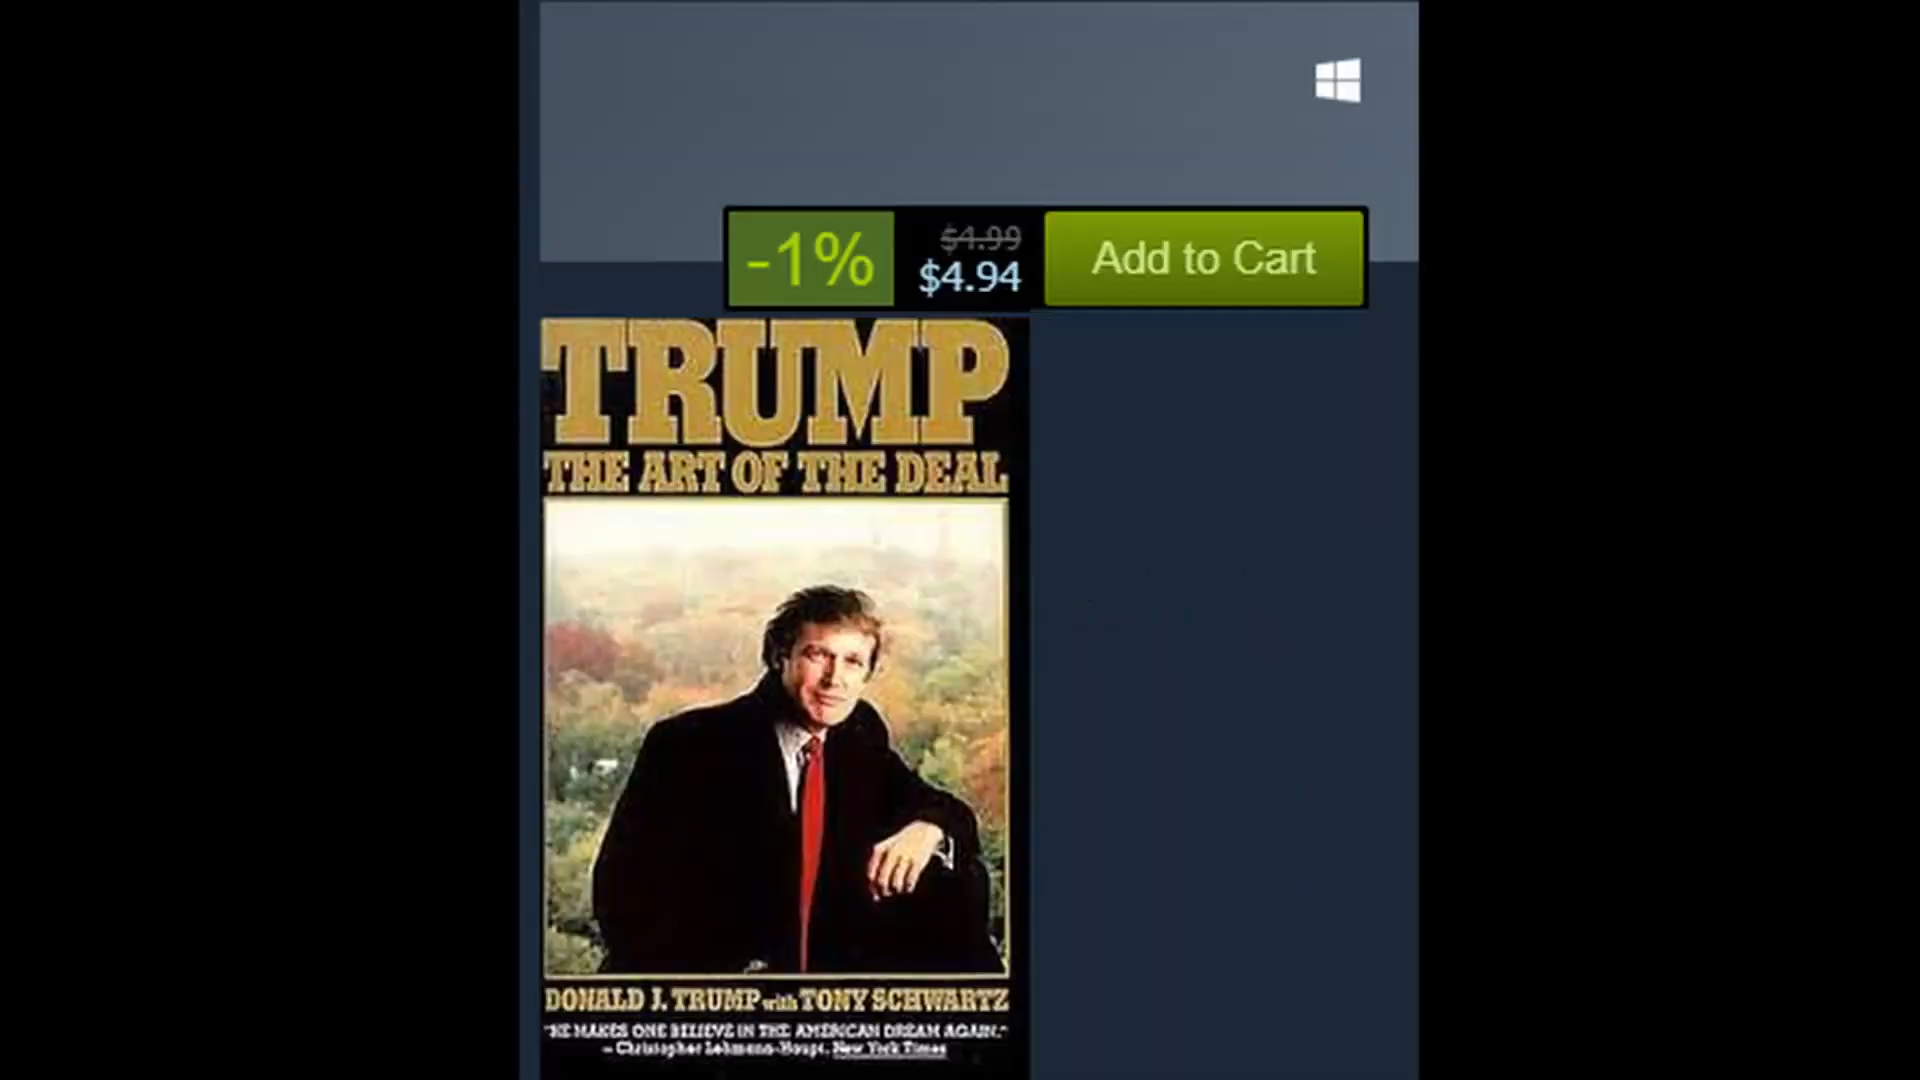 -1%
$4.99
$4.94
Add to Cart
TRUMP
THE ART OF THE DEAL
DONALD J. TRUMP with TONY SCHWARTZ
"HE MAKES ONE BELIEVE IN THE AMERICAN DREAM AGAIN."
– Christopher Lehmann-Haupt, New York Times